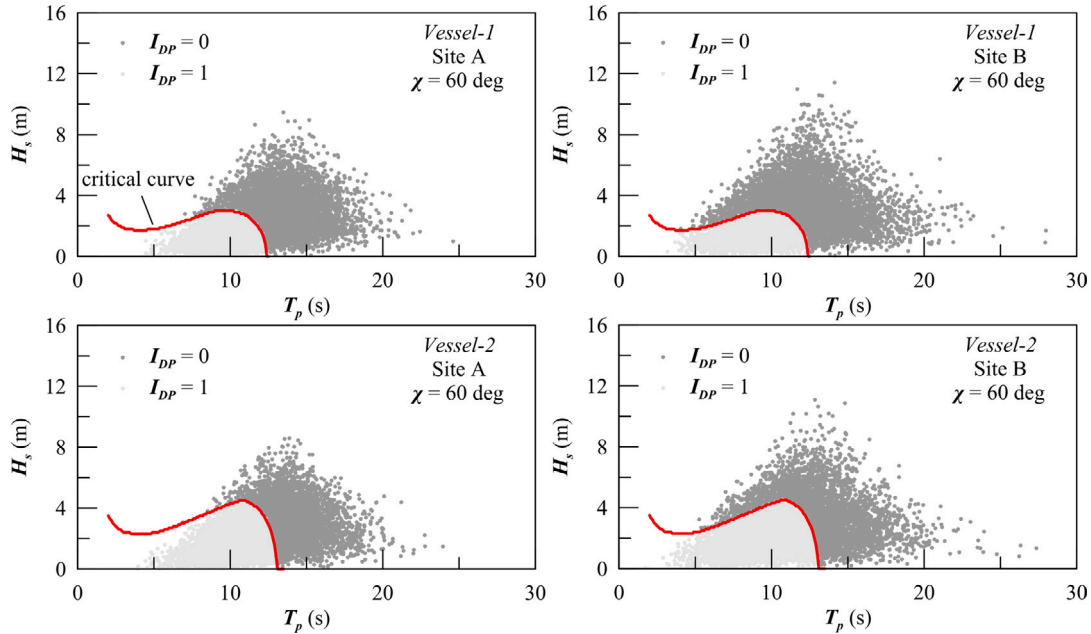 16
12
8
4
0
H_s (m)
I_DP = 0
I_DP = 1
Vessel-1
Site A
χ = 60 deg
critical curve
0
10
20
30
T_p (s)
16
12
8
4
0
H_s (m)
I_DP = 0
I_DP = 1
Vessel-1
Site B
χ = 60 deg
0
10
20
30
T_p (s)
16
12
8
4
0
H_s (m)
I_DP = 0
I_DP = 1
Vessel-2
Site A
χ = 60 deg
0
10
20
30
T_p (s)
16
12
8
4
0
H_s (m)
I_DP = 0
I_DP = 1
Vessel-2
Site B
χ = 60 deg
0
10
20
30
T_p (s)